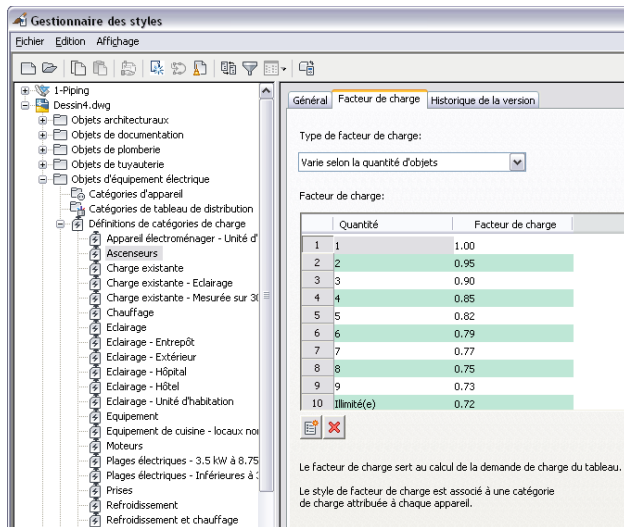 Gestionnaire des styles
Fichier Edition Affichage
1-Piping
Dessin4.dwg
Objets architecturaux
Objets de documentation
Objets de plomberie
Objets de tuyauterie
Objets d'équipement électrique
Catégories d'appareil
Catégories de tableau de distribution
Définitions de catégories de charge
Appareil électroménager - Unité d'
Ascenseurs
Charge existante
Charge existante - Eclairage
Charge existante - Mesurée sur 30
Chauffage
Eclairage
Eclairage - Entrepôt
Eclairage - Extérieur
Eclairage - Hôpital
Eclairage - Hôtel
Eclairage - Unité d'habitation
Equipement
Equipement de cuisine - locaux
Moteurs
Plages électriques - 3.5 kW à 8.75
Plages électriques - Inférieures à
Prises
Refroidissement
Refroidissement et chauffage
Général Facteur de charge Historique de la version
Type de facteur de charge:
Varie selon la quantité d'objets
Facteur de charge:
Quantité Facteur de charge
1 1 1.00
2 2 0.95
3 3 0.90
4 4 0.85
5 5 0.82
6 6 0.79
7 7 0.77
8 8 0.75
9 9 0.73
10 Illimité(e) 0.72
Le facteur de charge sert au calcul de la demande de charge du tableau.
Le style de facteur de charge est associé à une catégorie
de charge attribuée à chaque appareil.